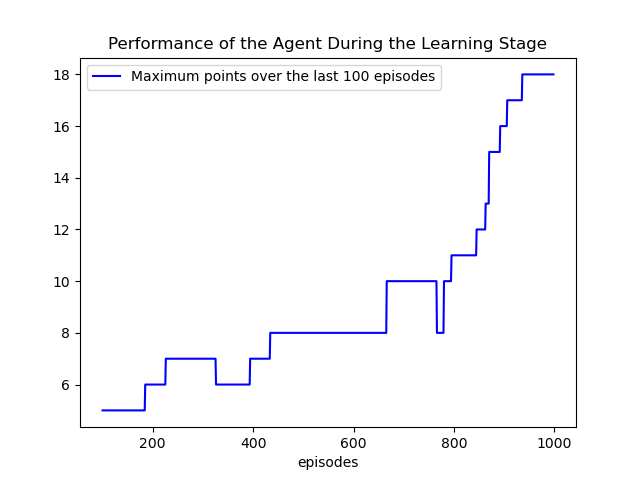 Performance of the Agent During the Learning Stage
Maximum points over the last 100 episodes
18
16
14
12
10
8
6
200 400 600 800 1000
episodes